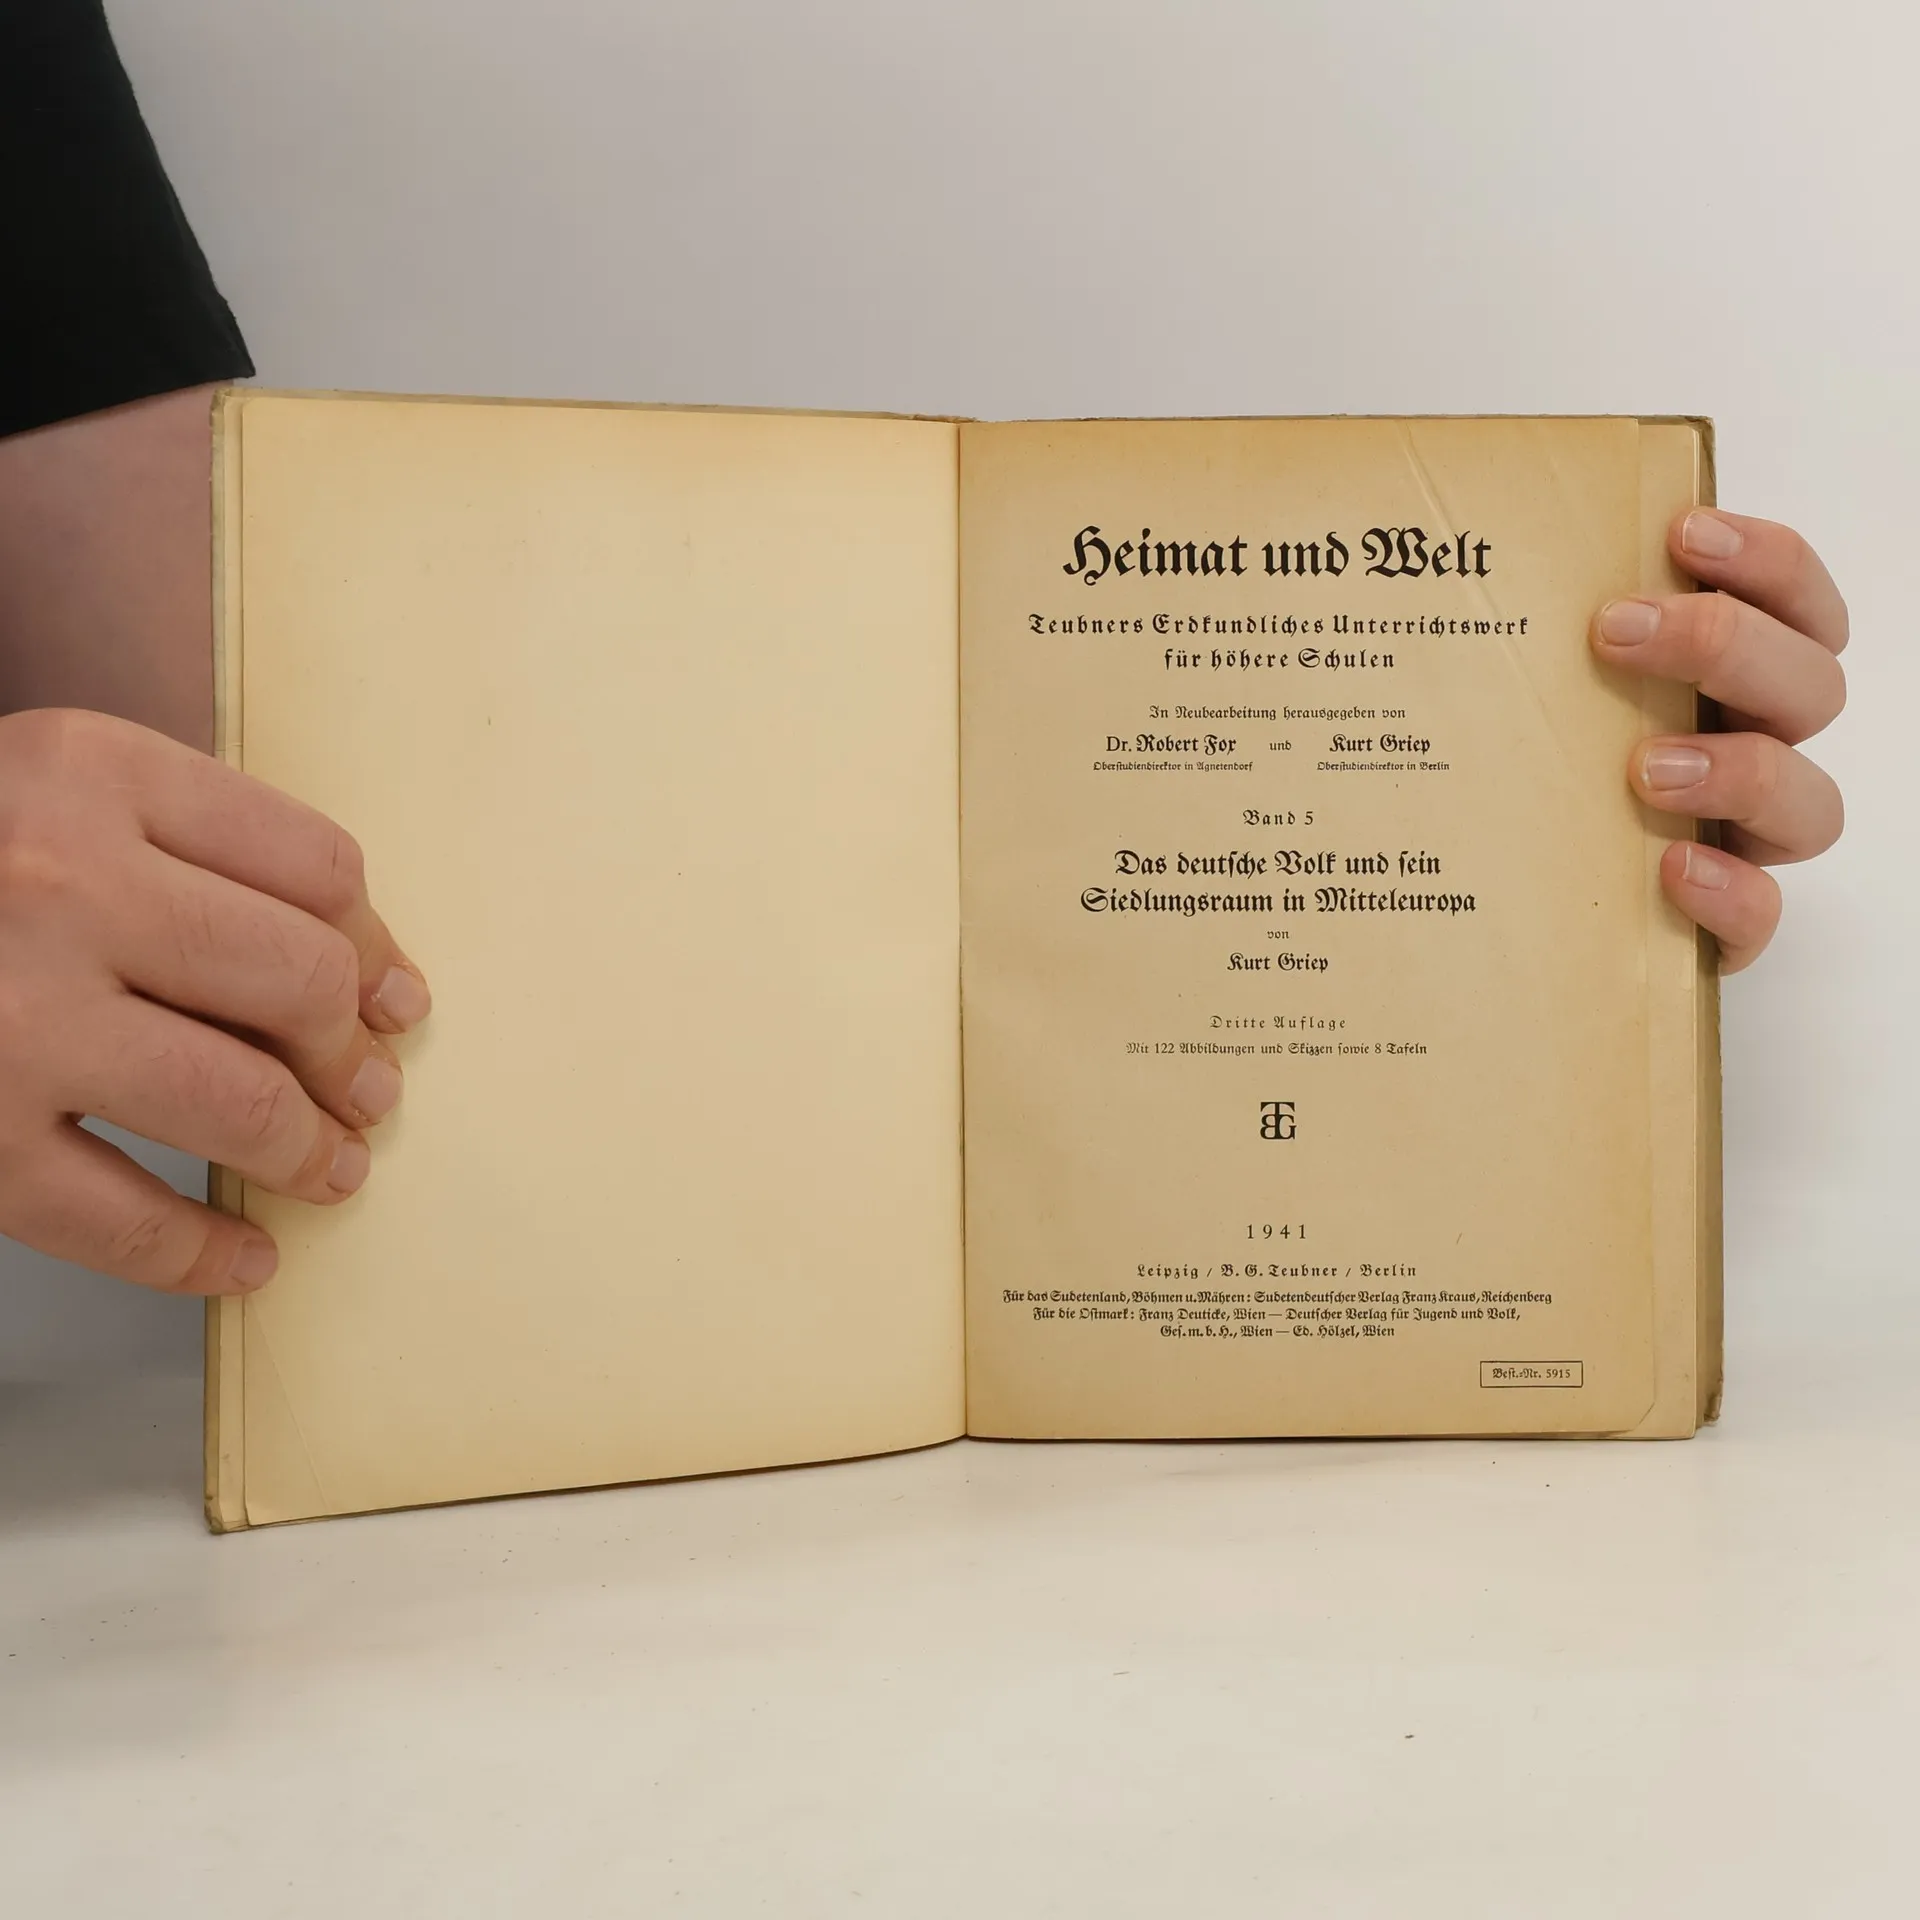 Heimat und Welt
Teubners Erdkundliches Unterrichtswerk
für höhere Schulen
In Neubearbeitung herausgegeben von
Dr. Robert Fox und Kurt Griep
Oberstudiendirektor in Agnetendorf Oberstudiendirektor in Berlin
Band 5
Das deutsche Volk und sein
Siedlungsraum in Mitteleuropa
von
Kurt Griep
Dritte Auflage
Mit 122 Abbildungen und Skizzen sowie 8 Tafeln
BTG
1941
Leipzig / B. G. Teubner / Berlin
Für das Sudetenland, Böhmen u. Mähren: Sudetendeutscher Verlag Franz Kraus, Reichenberg
Für die Ostmark: Franz Deuticke, Wien — Deutscher Verlag für Jugend und Volk,
Ges. m. b. H., Wien — Ed. Hölzel, Wien
Best.-Nr. 5915